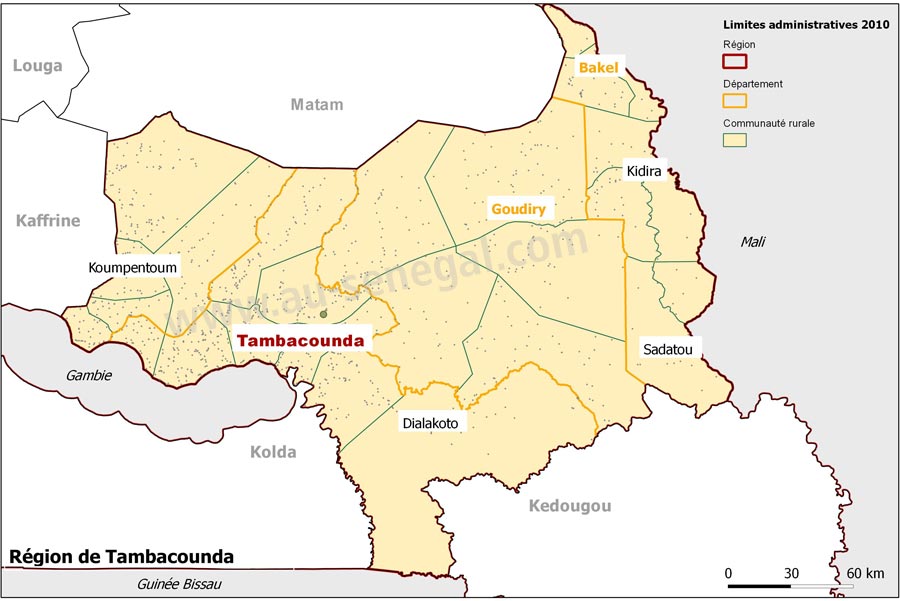 Limites administratives 2010
Région
Département
Communauté rurale
Louga
Matam
Bakel
Kidira
Kaffrine
Goudiry
Mali
Koumpentoum
www.au-senegal.com
Tambacounda
Sadatou
Gambie
Dialakoto
Kolda
Kedougou
Région de Tambacounda
Guinée Bissau
0 30 60 km